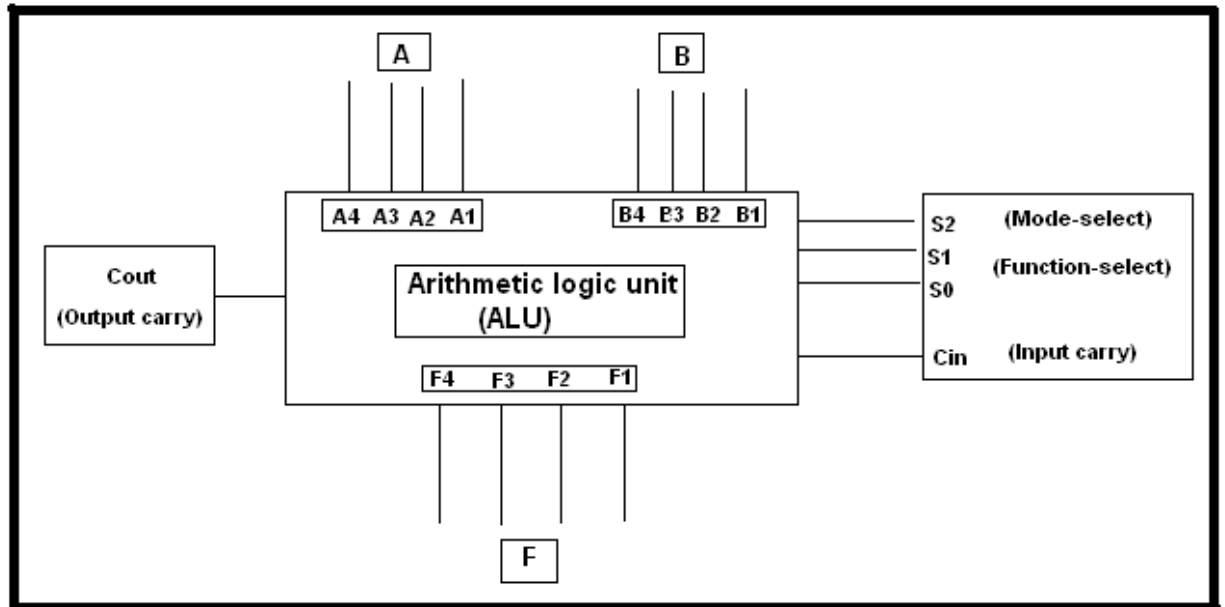 A
B
A4 A3 A2 A1
B4 B3 B2 B1
S2 (Mode-select)
S1
(Function-select)
S0
Cin (Input carry)
Cout
(Output carry)
Arithmetic logic unit
(ALU)
F4 F3 F2 F1
F